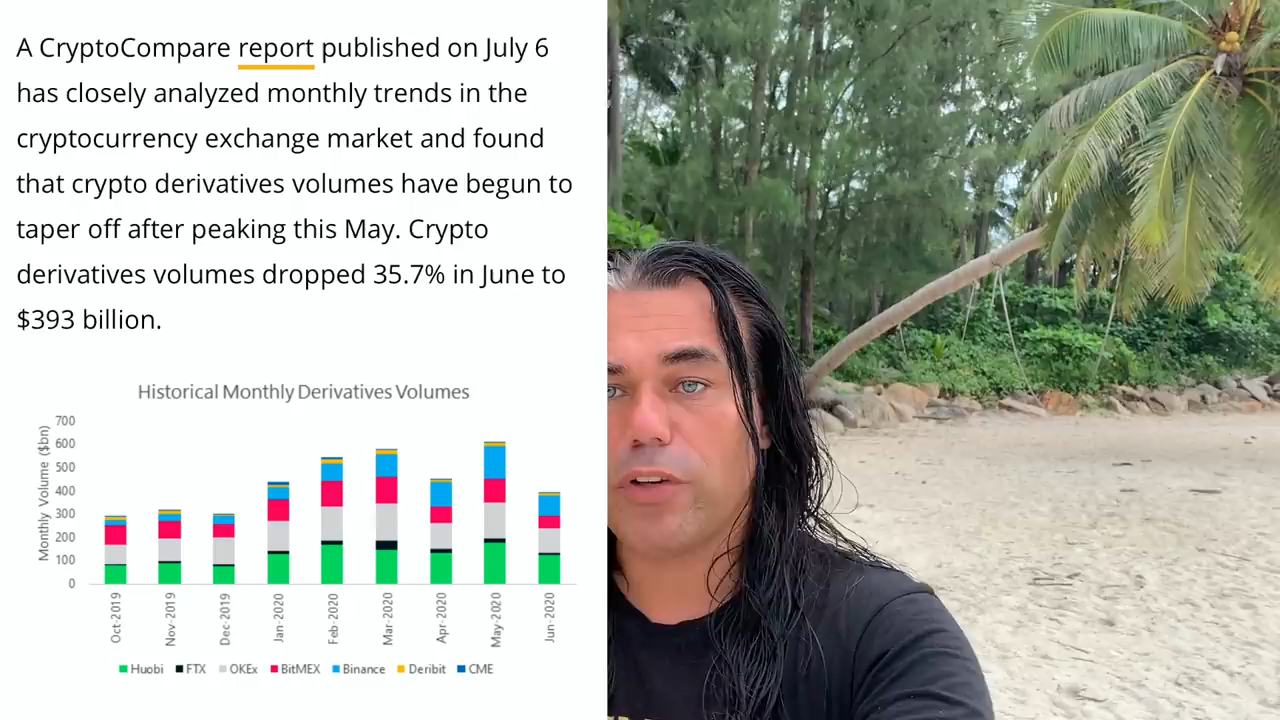 A CryptoCompare report published on July 6
has closely analyzed monthly trends in the
cryptocurrency exchange market and found
that crypto derivatives volumes have begun to
taper off after peaking this May. Crypto
derivatives volumes dropped 35.7% in June to
$393 billion.
Historical Monthly Derivatives Volumes
Monthly Volume ($bn)
700
600
500
400
300
200
100
0
Oct-2019
Nov-2019
Dec-2019
Jan-2020
Feb-2020
Mar-2020
Apr-2020
May-2020
Jun-2020
Huobi FTX OKEx BitMEX Binance Deribit CME